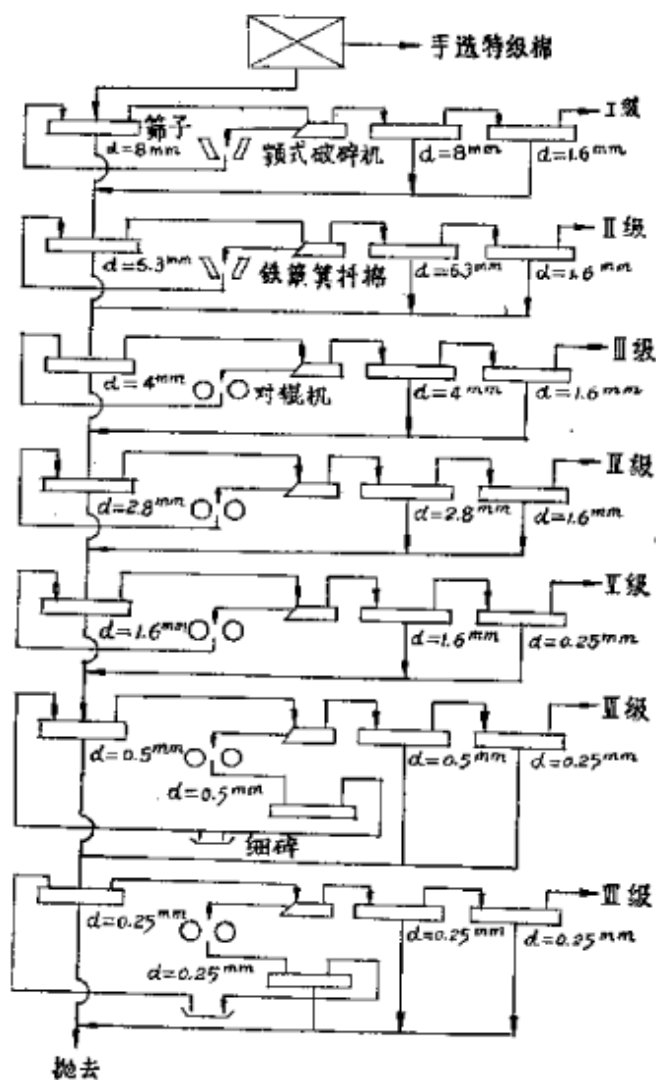 手选特级棉
筛子
d=8mm
颚式破碎机
d=8mm
d=1.6mm
I级
d=5.3mm
铁簸箕抖棉
d=5.3mm
d=1.6mm
II级
d=4mm
对辊机
d=4mm
d=1.6mm
III级
d=2.8mm
d=2.8mm
d=1.6mm
IV级
d=1.6mm
d=1.6mm
d=0.25mm
V级
d=0.5mm
d=0.5mm
细碎
d=0.5mm
d=0.25mm
VI级
d=0.25mm
d=0.25mm
d=0.25mm
d=0.25mm
VII级
抛去